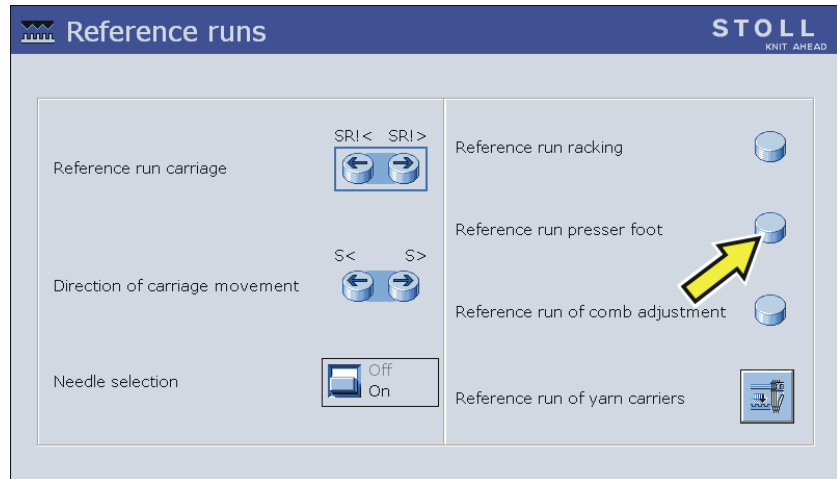 Reference runs
STOLL
KNIT AHEAD
SR!< SR!>
Reference run carriage
S< S>
Direction of carriage movement
Needle selection
Off
On
Reference run racking
Reference run presser foot
Reference run of comb adjustment
Reference run of yarn carriers